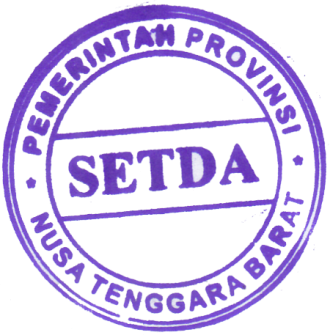 PEMERINTAH PROVINSI
SETDA
NUSA TENGGARA BARAT